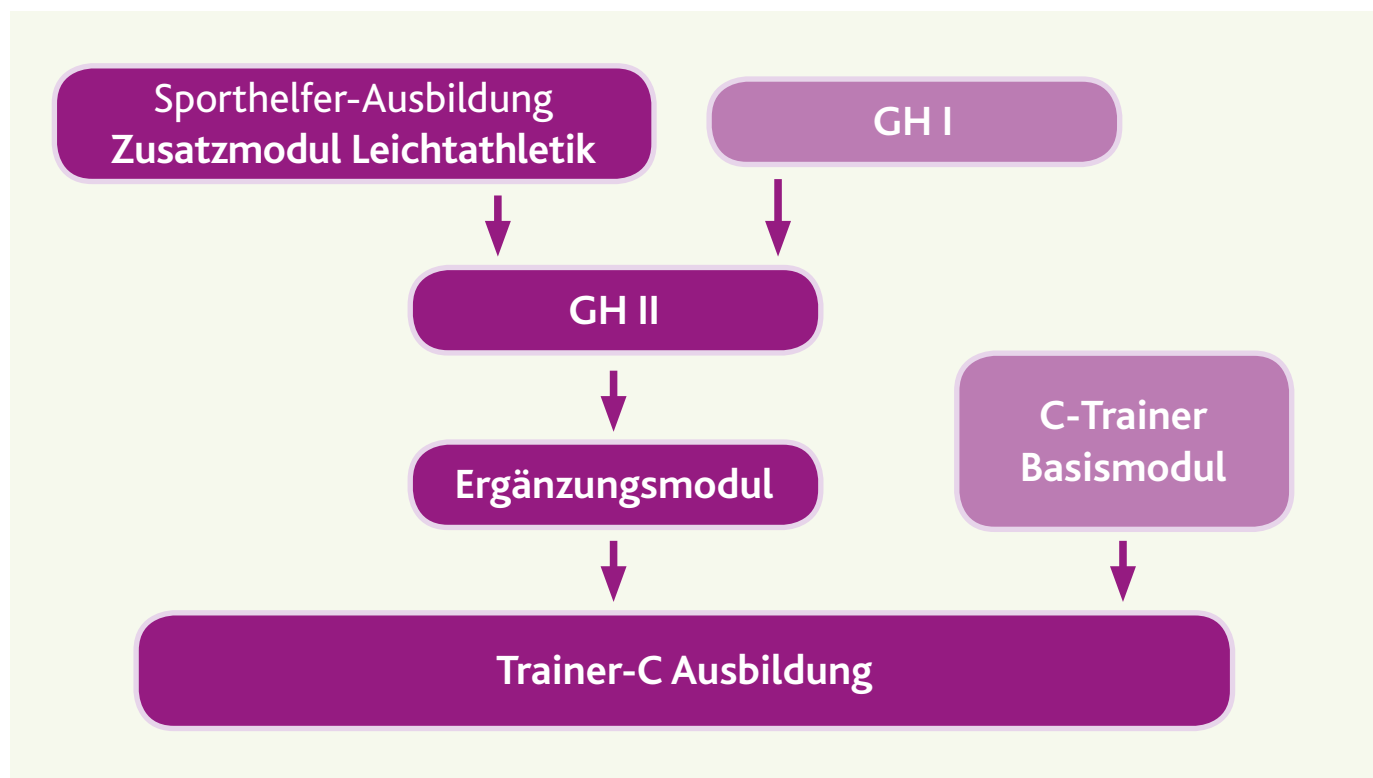 Sporthelfer-Ausbildung
Zusatzmodul Leichtathletik
GH I
GH II
Ergänzungsmodul
C-Trainer
Basismodul
Trainer-C Ausbildung